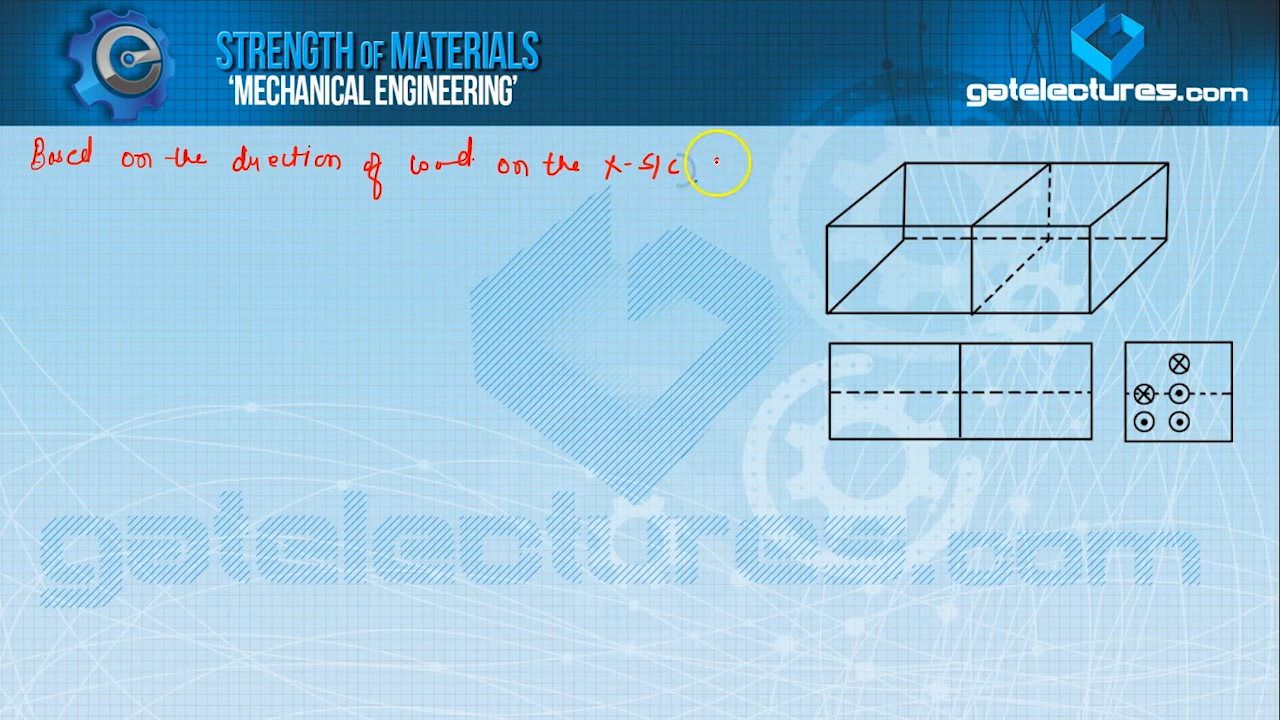 STRENGTH OF MATERIALS
'MECHANICAL ENGINEERING'
gatelectures.com
Based on the direction of load on the X-S/C
gatelectures.com